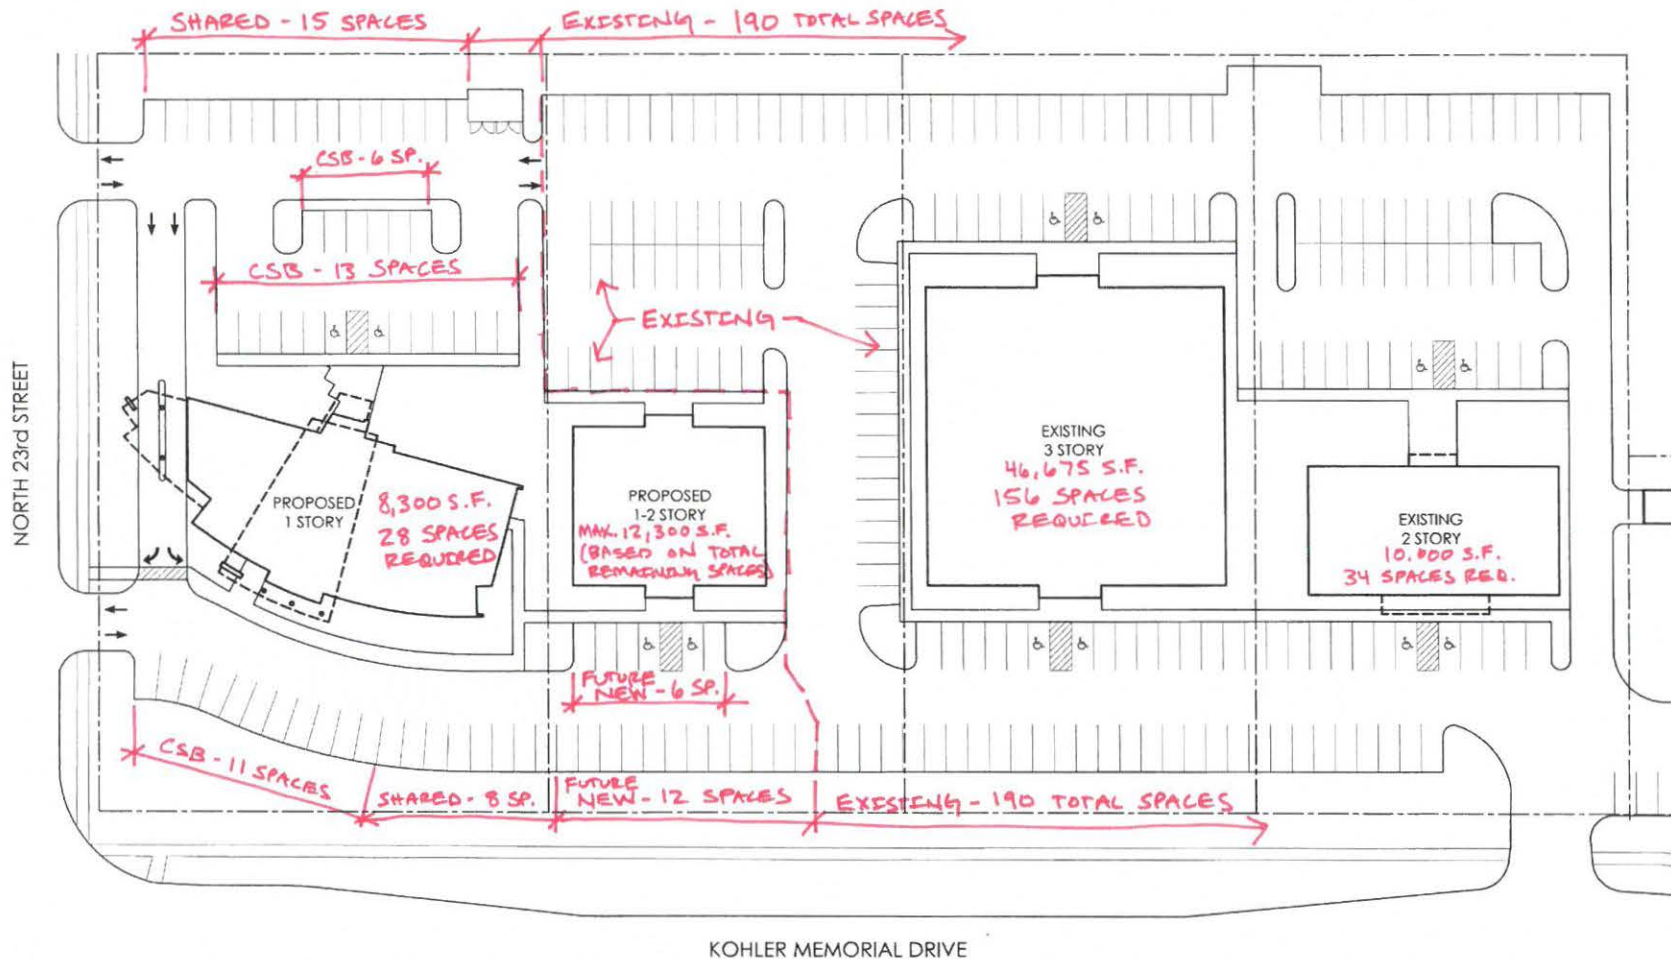 SHARED - 15 SPACES
EXISTING - 190 TOTAL SPACES
CSB - 6 SP.
CSB - 13 SPACES
EXISTING
NORTH 23rd STREET
PROPOSED
1 STORY
8,300 S.F.
28 SPACES
REQUIRED
PROPOSED
1-2 STORY
MAX. 12,300 S.F.
(BASED ON TOTAL
REMAINING SPACES)
EXISTING
3 STORY
46,675 S.F.
156 SPACES
REQUIRED
EXISTING
2 STORY
10,000 S.F.
34 SPACES REQ.
FUTURE
NEW - 6 SP.
CSB - 11 SPACES
SHARED - 8 SP.
FUTURE
NEW - 12 SPACES
EXISTING - 190 TOTAL SPACES
KOHLER MEMORIAL DRIVE